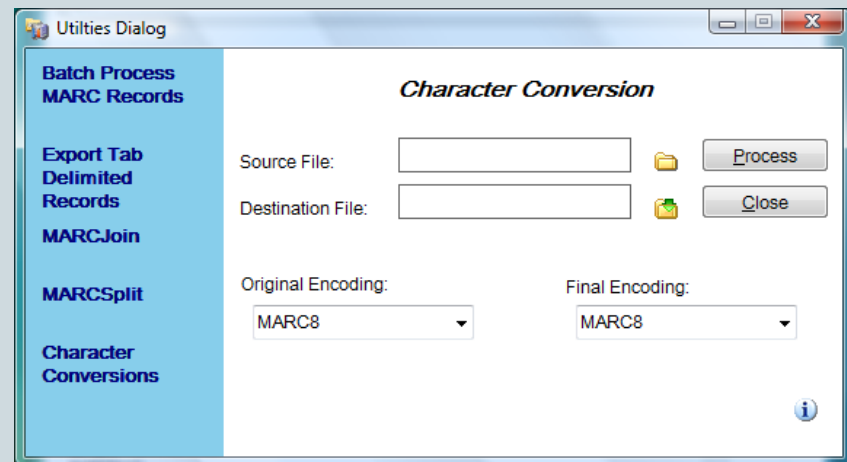 Utilties Dialog
Batch Process
MARC Records
Export Tab
Delimited
Records
MARCJoin
MARCSplit
Character
Conversions
Character Conversion
Source File:
Process
Destination File:
Close
Original Encoding:
Final Encoding:
MARC8
MARC8